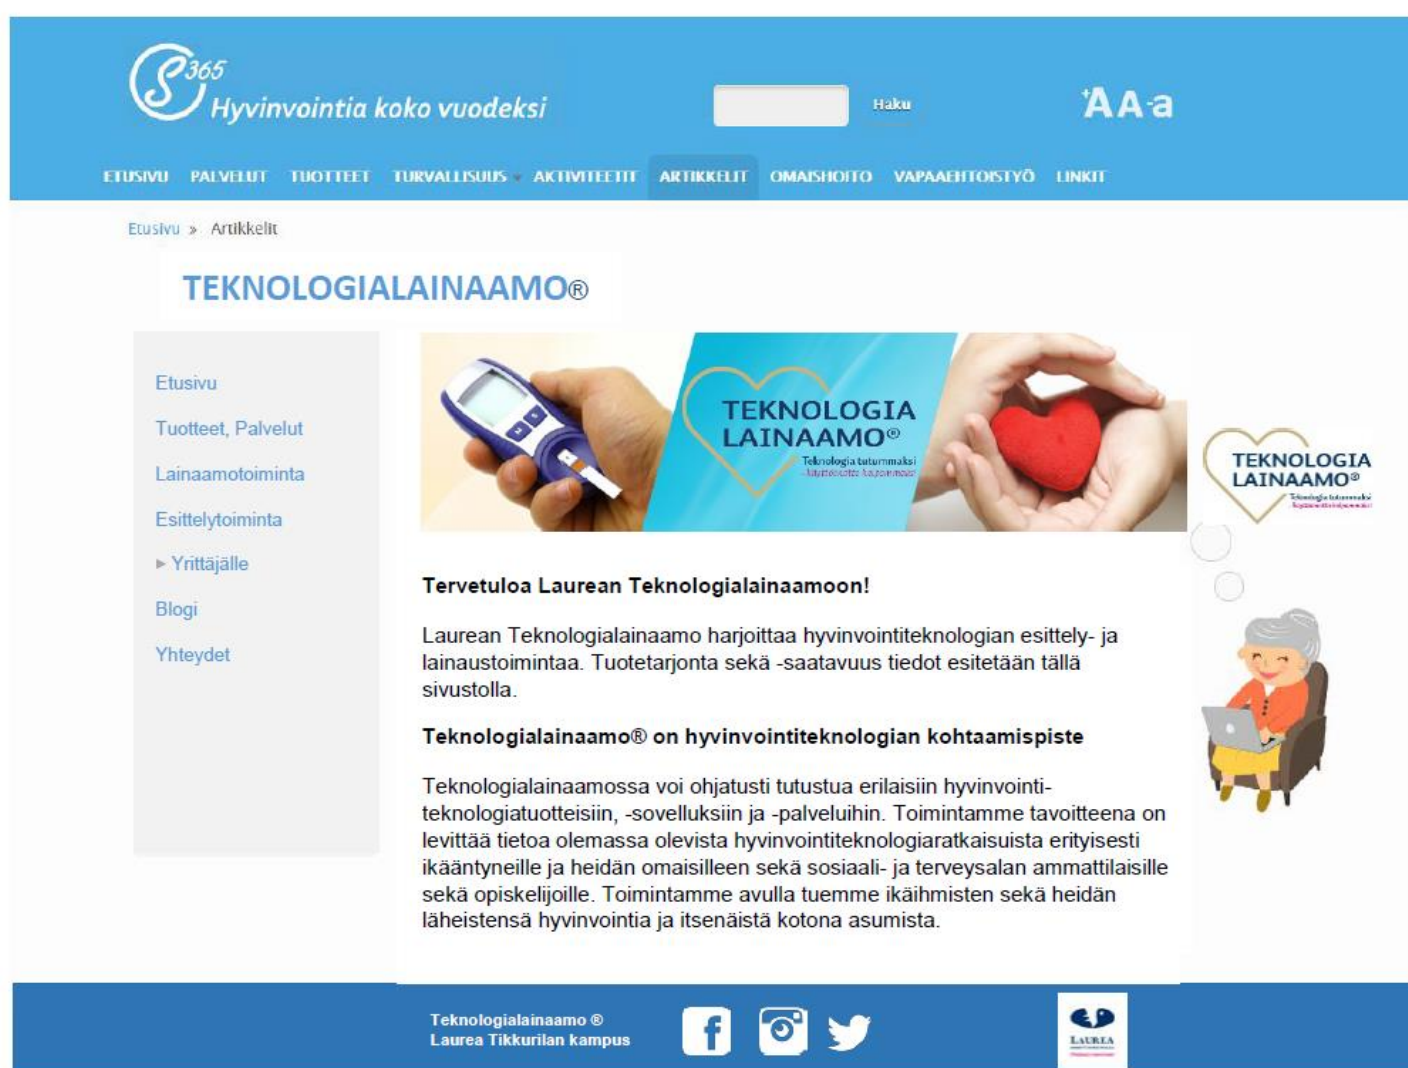 S 365
Hyvinvointia koko vuodeksi
Haku
+A A -a
ETUSIVU PALVELUT TUOTTEET TURVALLISUUS AKTIVITEETIT ARTIKKELIT OMAISHOITO VAPAAEHTOISTYÖ LINKIT
Etusivu » Artikkelit
TEKNOLOGIALAINAAMO®
Etusivu
Tuotteet, Palvelut
Lainaamotoiminta
Esittelytoiminta
Yrittäjälle
Blogi
Yhteydet
TEKNOLOGIA
LAINAAMO®
Teknologia tutummaksi
TEKNOLOGIA
LAINAAMO®
Teknologia tutummaksi
Tervetuloa Laurean Teknologialainaamoon!
Laurean Teknologialainaamo harjoittaa hyvinvointiteknologian esittely- ja
lainaustoimintaa. Tuotetarjonta sekä -saatavuus tiedot esitetään tällä
sivustolla.
Teknologialainaamo® on hyvinvointiteknologian kohtaamispiste
Teknologialainaamossa voi ohjatusti tutustua erilaisiin hyvinvointi-
teknologiatuotteisiin, -sovelluksiin ja -palveluihin. Toimintamme tavoitteena on
levittää tietoa olemassa olevista hyvinvointiteknologiaratkaisuista erityisesti
ikääntyneille ja heidän omaisilleen sekä sosiaali- ja terveysalan ammattilaisille
sekä opiskelijoille. Toimintamme avulla tuemme ikäihmisten sekä heidän
läheistensä hyvinvointia ja itsenäistä kotona asumista.
Teknologialainaamo ®
Laurea Tikkurilan kampus
LAUREA